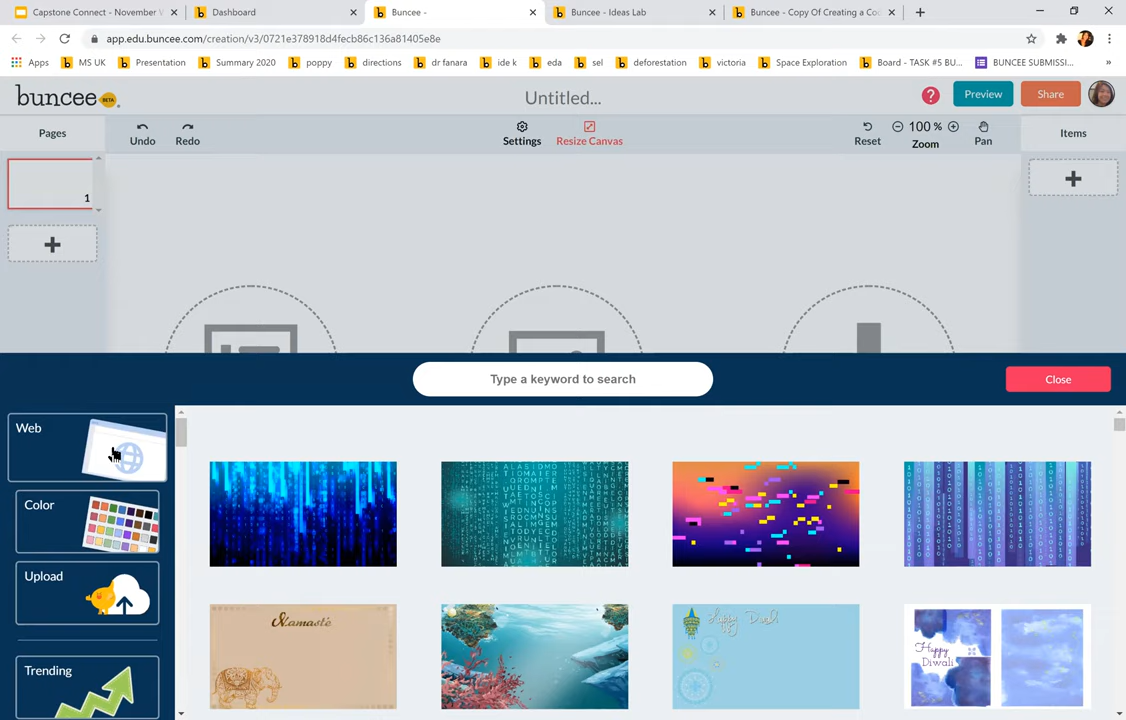 Capstone Connect - November V
Dashboard
Buncee -
Buncee - Ideas Lab
Buncee - Copy Of Creating a Coo
app.edu.buncee.com/creation/v3/0721e378918d4fecb86c136a81405e8e
Apps
MS UK
Presentation
Summary 2020
poppy
directions
dr fanara
ide k
eda
sel
deforestation
victoria
Space Exploration
Board - TASK #5 BU...
BUNCEE SUBMISSI...
buncee BETA
Untitled...
Preview
Share
Pages
Undo
Redo
Settings
Resize Canvas
Reset
100 %
Zoom
Pan
Items
1
Type a keyword to search
Close
Web
Color
Upload
Trending
Namaste
Happy Diwali
Happy
Diwali